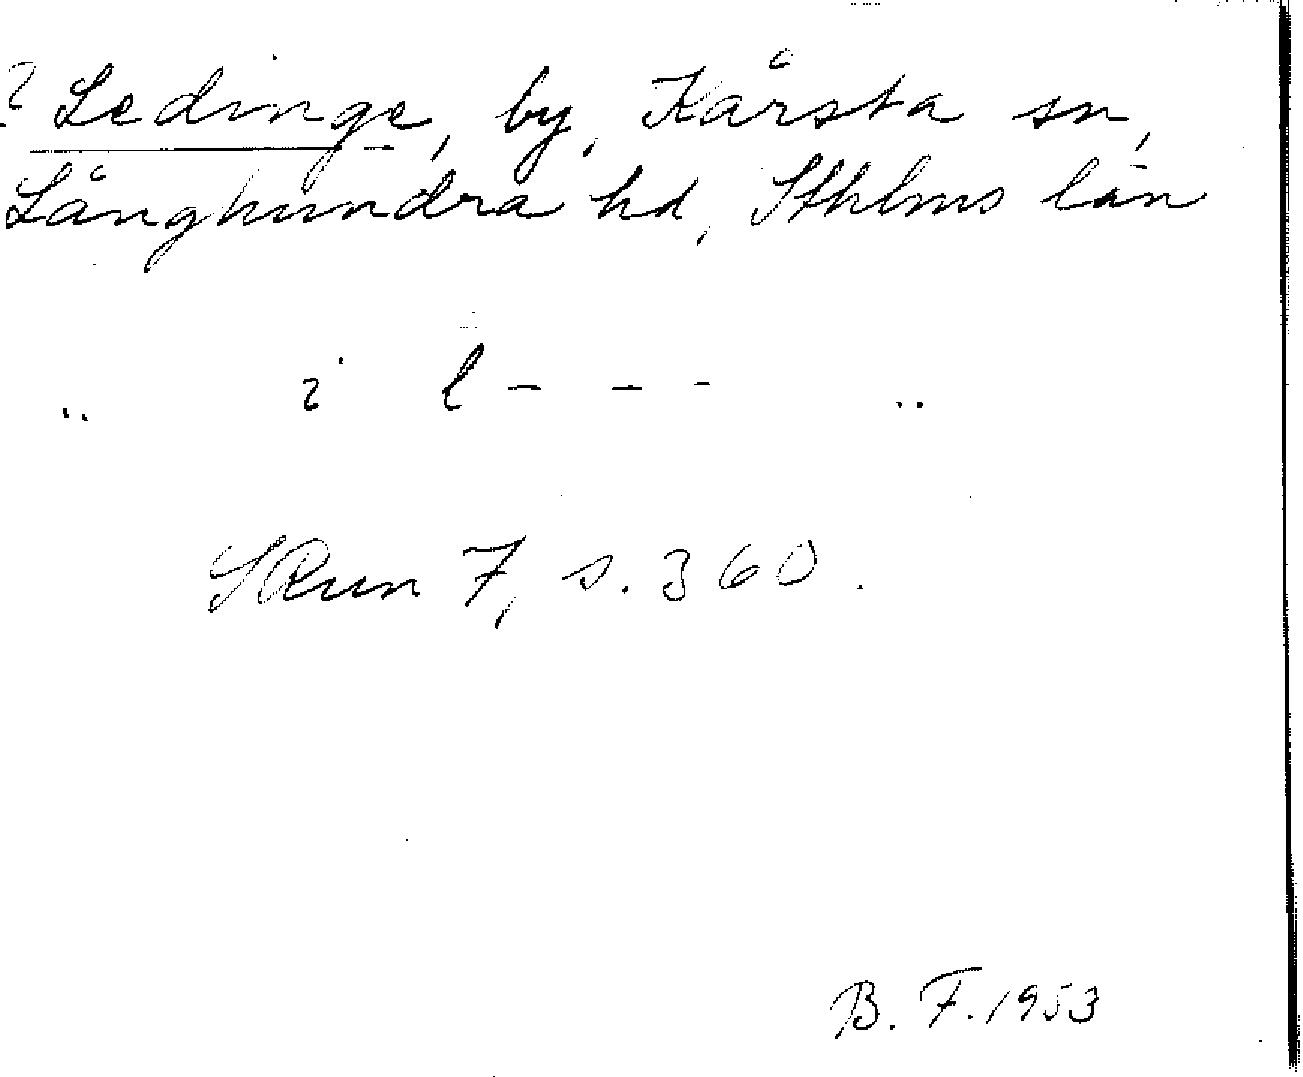 ? Ledinge, by, Kårsta sn,
Långhundra hd, Sthlms län
.. i l - - - ..
SRun 7, s. 360.
B. F. 1953